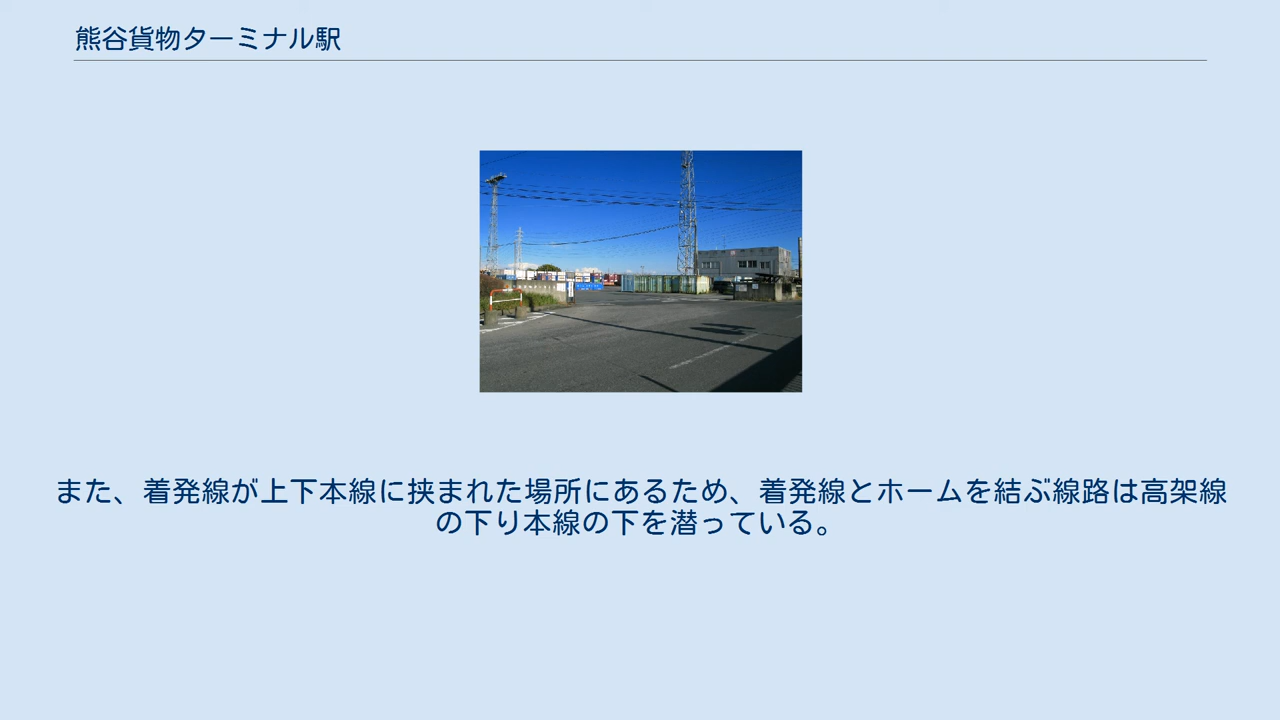 熊谷貨物ターミナル駅
また、着発線が上下本線に挟まれた場所にあるため、着発線とホームを結ぶ線路は高架線
の下り本線の下を潜っている。